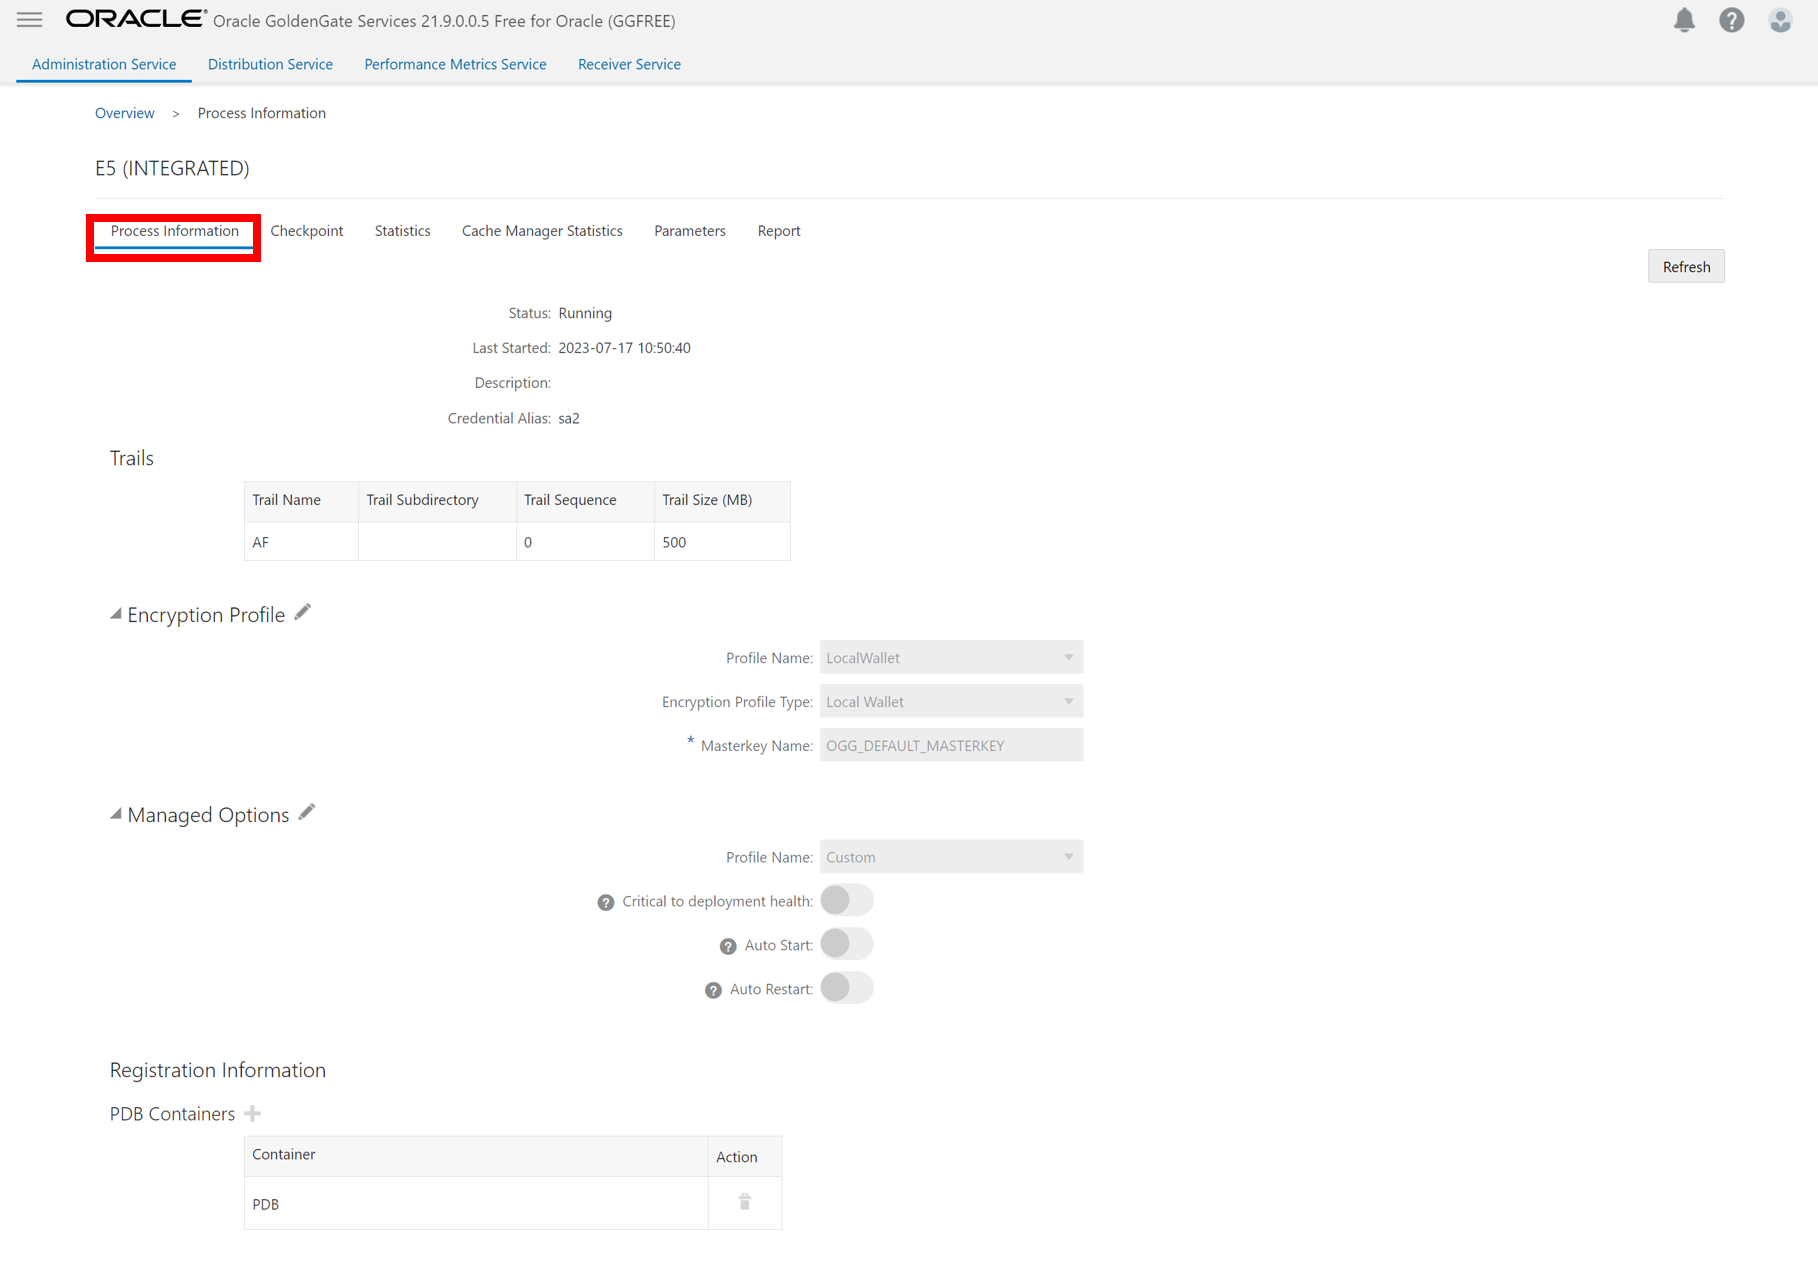 ORACLE® Oracle GoldenGate Services 21.9.0.0.5 Free for Oracle (GGFREE)
Administration Service Distribution Service Performance Metrics Service Receiver Service
Overview > Process Information
E5 (INTEGRATED)
Process Information Checkpoint Statistics Cache Manager Statistics Parameters Report
Refresh
Status: Running
Last Started: 2023-07-17 10:50:40
Description:
Credential Alias: sa2
Trails
Trail Name Trail Subdirectory Trail Sequence Trail Size (MB)
AF 0 500
Encryption Profile
Profile Name: LocalWallet
Encryption Profile Type: Local Wallet
* Masterkey Name: OGG_DEFAULT_MASTERKEY
Managed Options
Profile Name: Custom
? Critical to deployment health:
? Auto Start:
? Auto Restart:
Registration Information
PDB Containers
Container Action
PDB